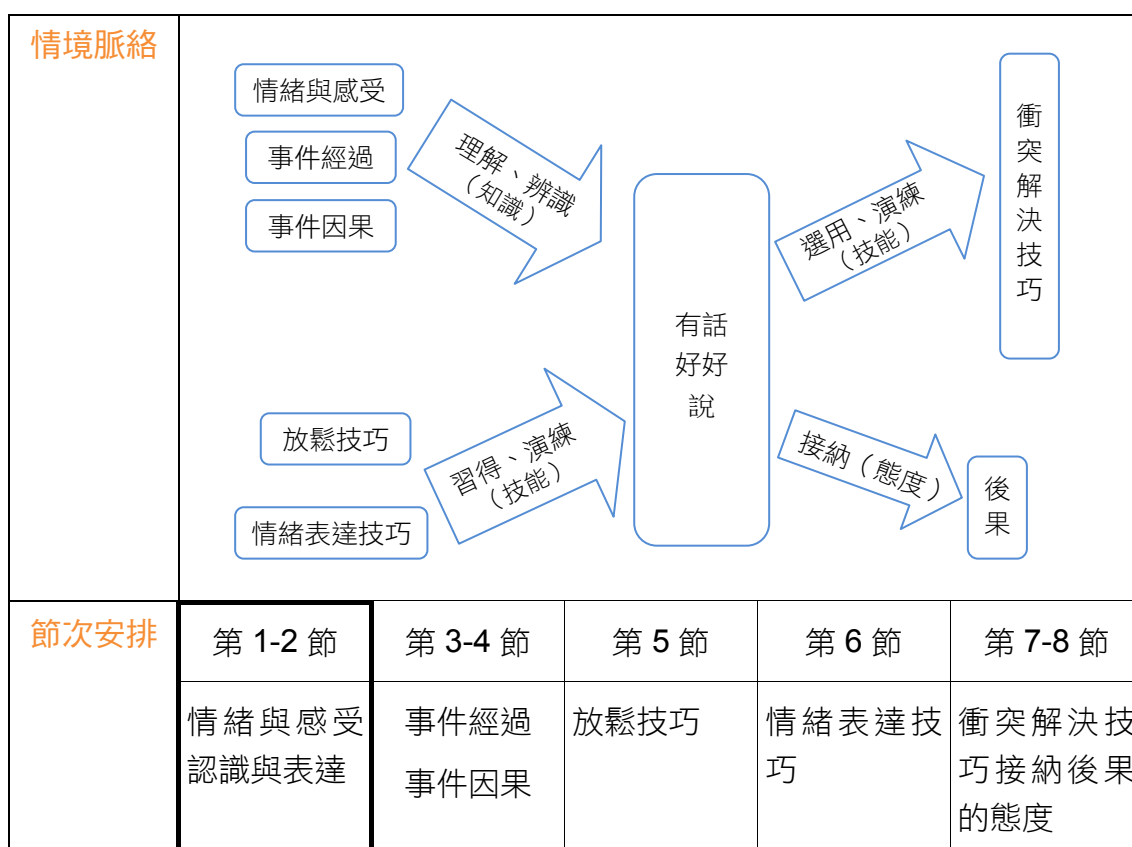 情境脈絡
情緒與感受
事件經過
事件因果
理解、辨識
（知識）
放鬆技巧
情緒表達技巧
習得、演練
（技能）
有話
好好
說
選用、演練
（技能）
衝突解決技巧
接納（態度）
後果
節次安排
第 1-2 節
第 3-4 節
第 5 節
第 6 節
第 7-8 節
情緒與感受
認識與表達
事件經過
事件因果
放鬆技巧
情緒表達技
巧
衝突解決技
巧接納後果
的態度